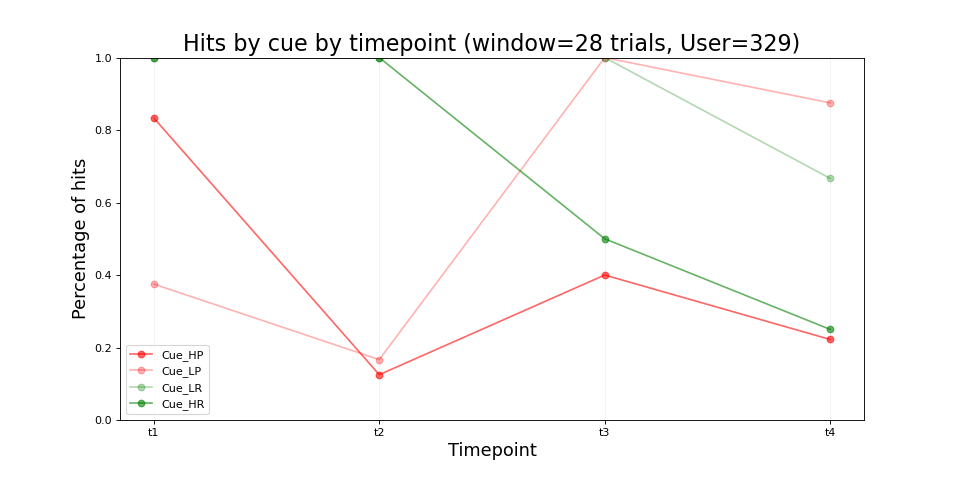 Hits by cue by timepoint (window=28 trials, User=329)
Percentage of hits
1.0
0.8
0.6
0.4
0.2
0.0
Cue_HP
Cue_LP
Cue_LR
Cue_HR
t1 t2 t3 t4
Timepoint